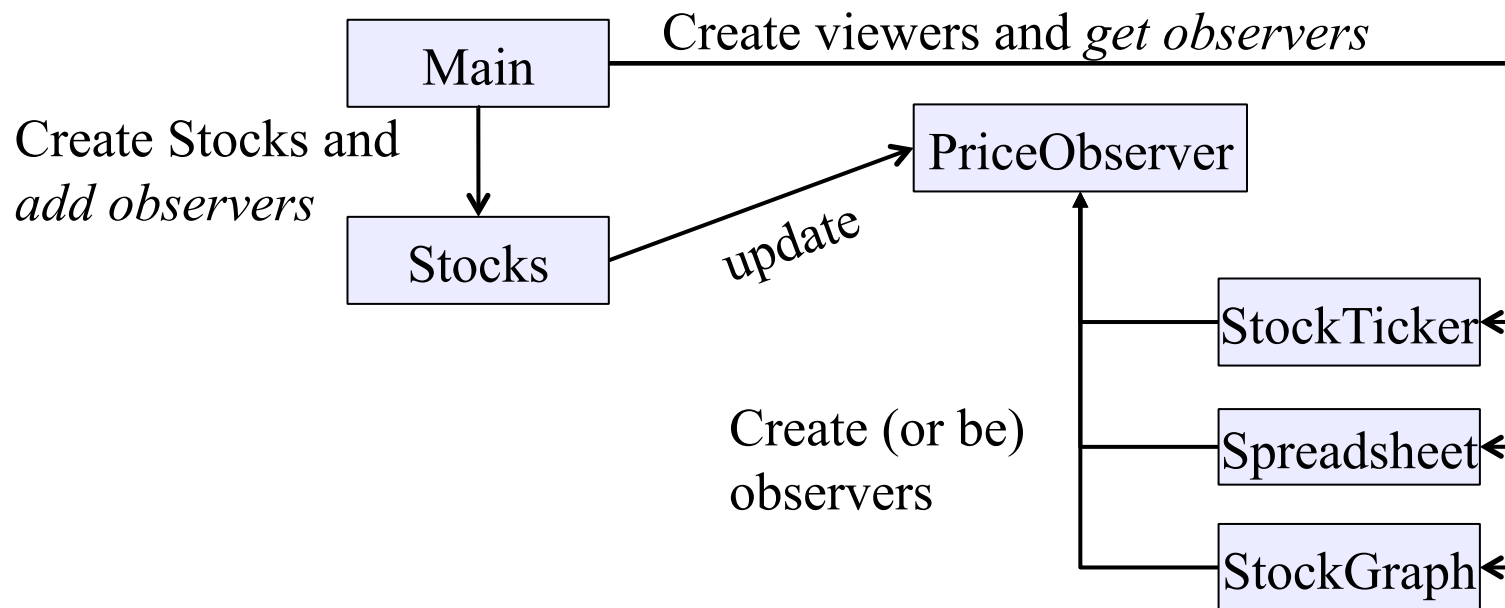 Create viewers and get observers
Main
Create Stocks and
add observers
PriceObserver
Stocks
update
StockTicker
Create (or be)
observers
Spreadsheet
StockGraph